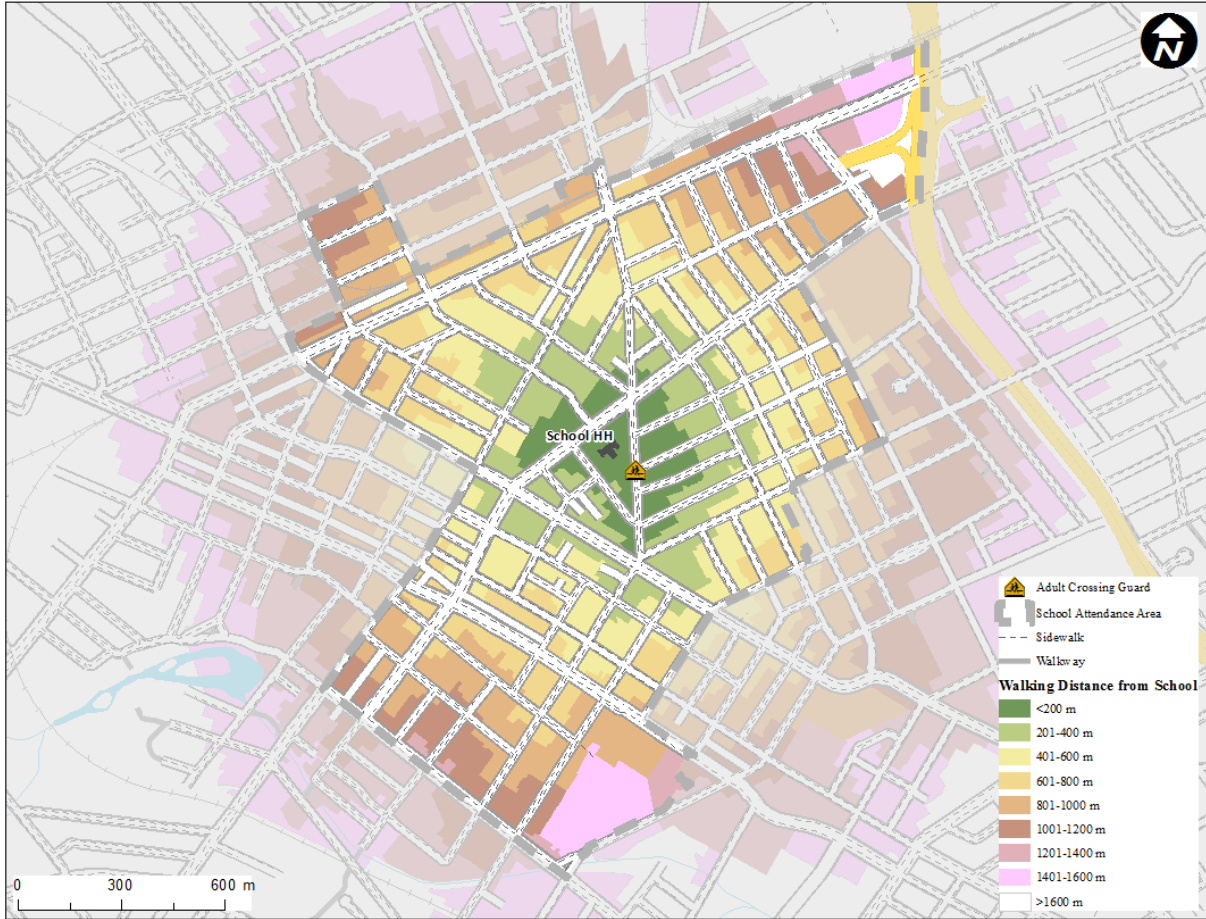 N
School HH
Adult Crossing Guard
School Attendance Area
Sidewalk
Walkway
Walking Distance from School
<200 m
201-400 m
401-600 m
601-800 m
801-1000 m
1001-1200 m
1201-1400 m
1401-1600 m
>1600 m
0 300 600 m